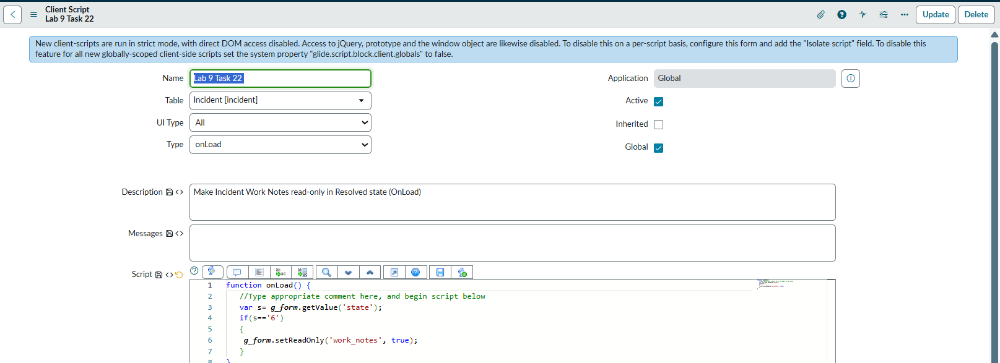 Client Script
Lab 9 Task 22
Update
Delete
New client-scripts are run in strict mode, with direct DOM access disabled. Access to jQuery, prototype and the window object are likewise disabled. To disable this on a per-script basis, configure this form and add the "Isolate script" field. To disable this
feature for all new globally-scoped client-side scripts set the system property "glide.script.block.client.globals" to false.
Name Lab 9 Task 22
Application Global
Table Incident [incident]
Active
UI Type All
Inherited
Type onLoad
Global
Description Make Incident Work Notes read-only in Resolved state (OnLoad)
Messages
Script
1 function onLoad() {
2 //Type appropriate comment here, and begin script below
3 var s= g_form.getValue('state');
4 if(s=='6')
5 {
6 g_form.setReadOnly('work_notes', true);
7 }
8 }